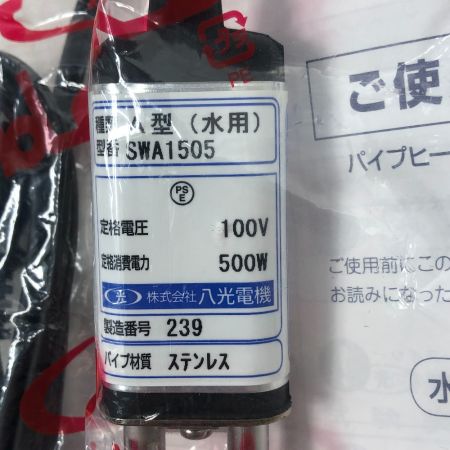 PE
種類 A型(水用)
型番 SWA1505
PS
E
定格電圧 100V
定格消費電力 500W
株式会社 八光電機
製造番号 239
パイプ材質 ステンレス
ご使
パイプヒー
ご使用前にこの
お読みになった
水